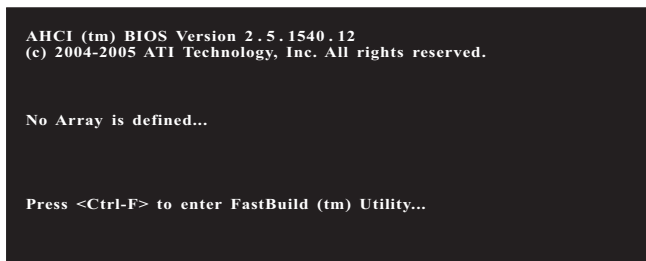 AHCI (tm) BIOS Version 2.5.1540.12
(c) 2004-2005 ATI Technology, Inc. All rights reserved.
No Array is defined...
Press <Ctrl-F> to enter FastBuild (tm) Utility...